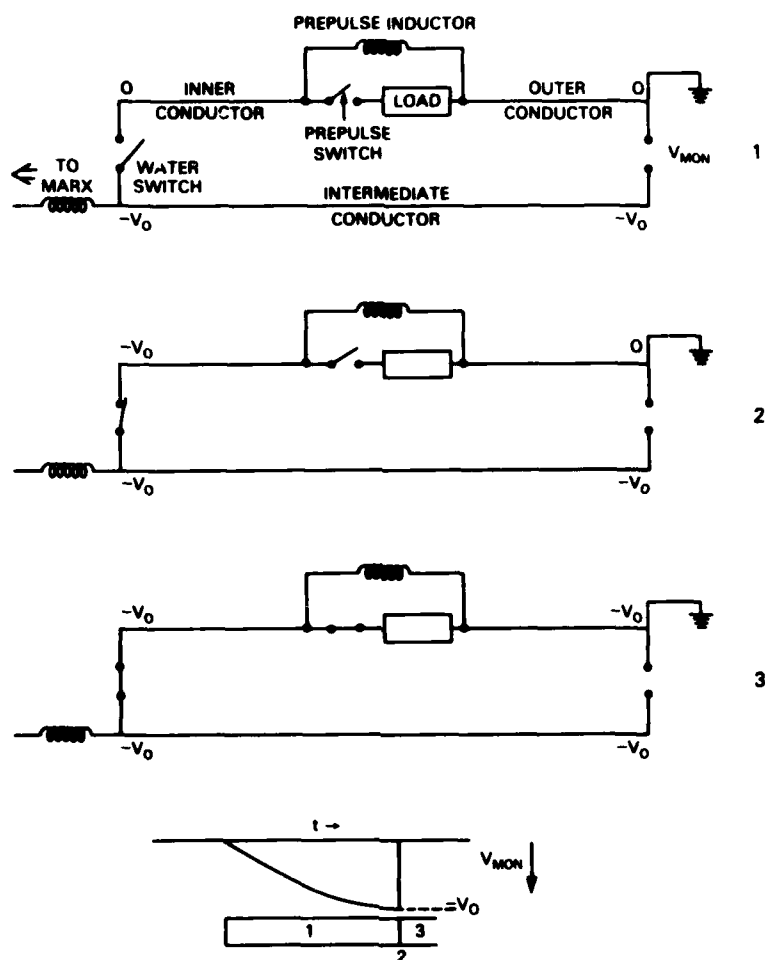 PREPULSE INDUCTOR
O INNER CONDUCTOR
LOAD
OUTER CONDUCTOR O
PREPULSE SWITCH
TO MARX
WATER SWITCH
V_MON
1
INTERMEDIATE CONDUCTOR
-V_O
-V_O
-V_O
O
2
-V_O
-V_O
-V_O
-V_O
3
-V_O
-V_O
t →
V_MON
=V_O
1
3
2